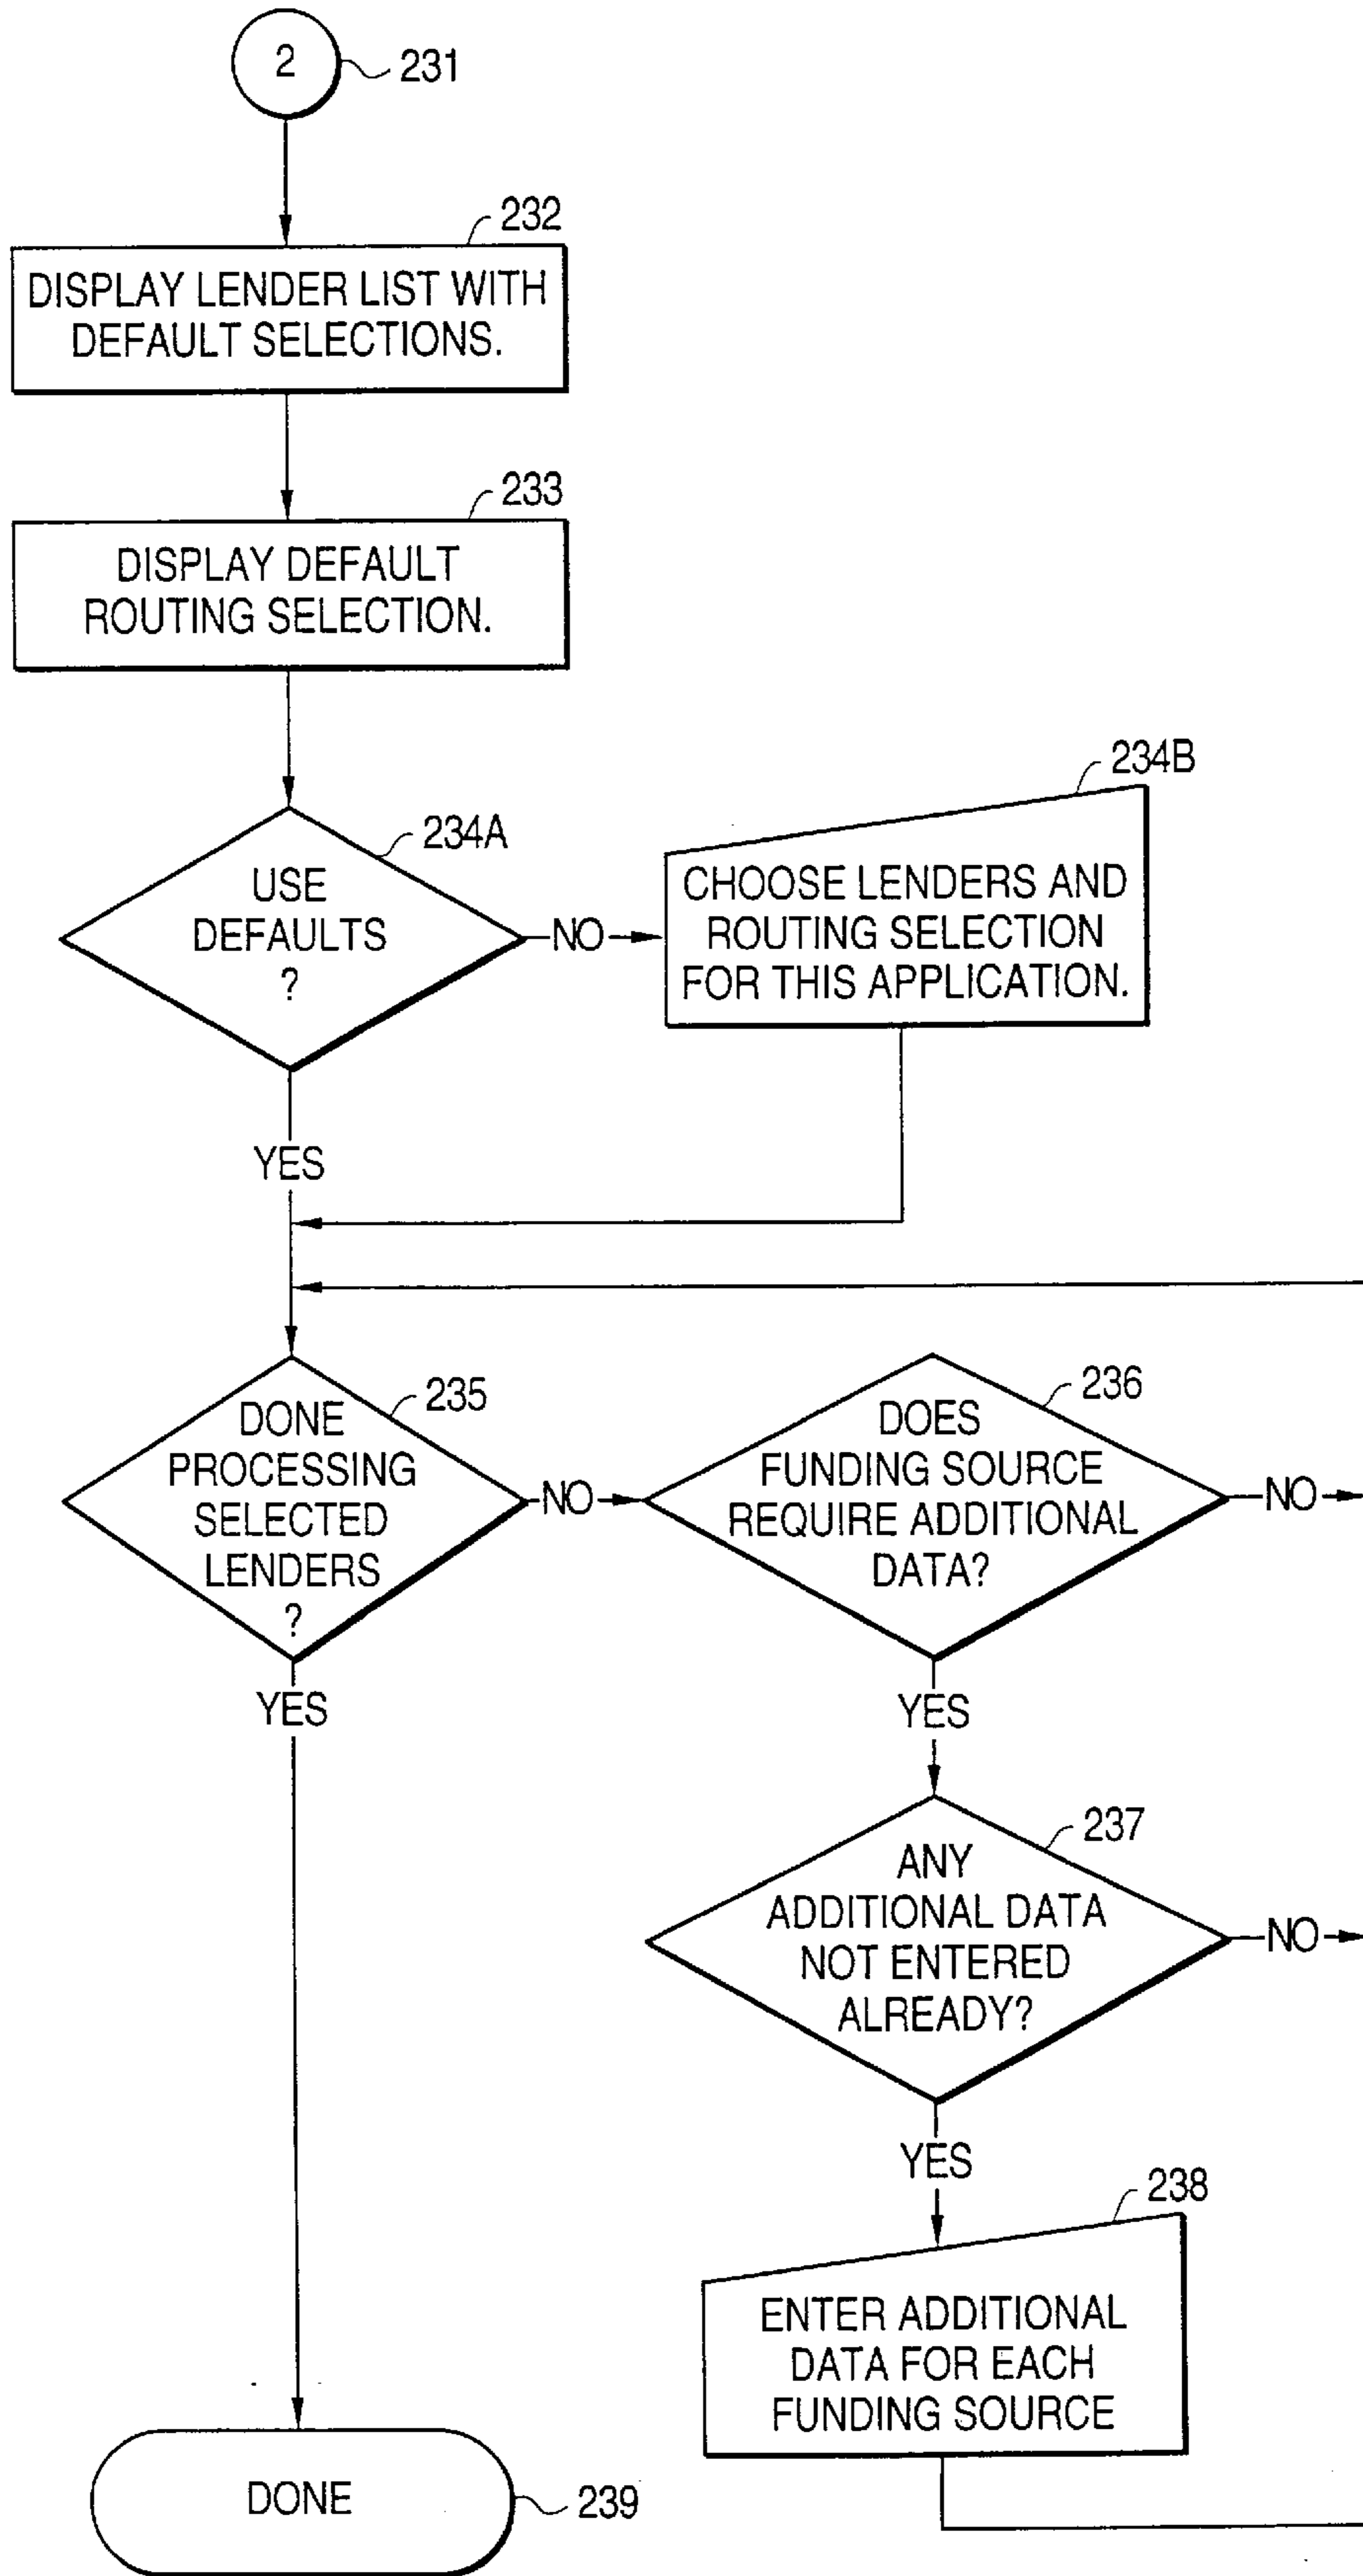 2
231
232
DISPLAY LENDER LIST WITH
DEFAULT SELECTIONS.
233
DISPLAY DEFAULT
ROUTING SELECTION.
234A
USE
DEFAULTS
?
NO
234B
CHOOSE LENDERS AND
ROUTING SELECTION
FOR THIS APPLICATION.
YES
235
DONE
PROCESSING
SELECTED
LENDERS
?
NO
236
DOES
FUNDING SOURCE
REQUIRE ADDITIONAL
DATA?
NO
YES
YES
237
ANY
ADDITIONAL DATA
NOT ENTERED
ALREADY?
NO
YES
238
ENTER ADDITIONAL
DATA FOR EACH
FUNDING SOURCE
DONE
239